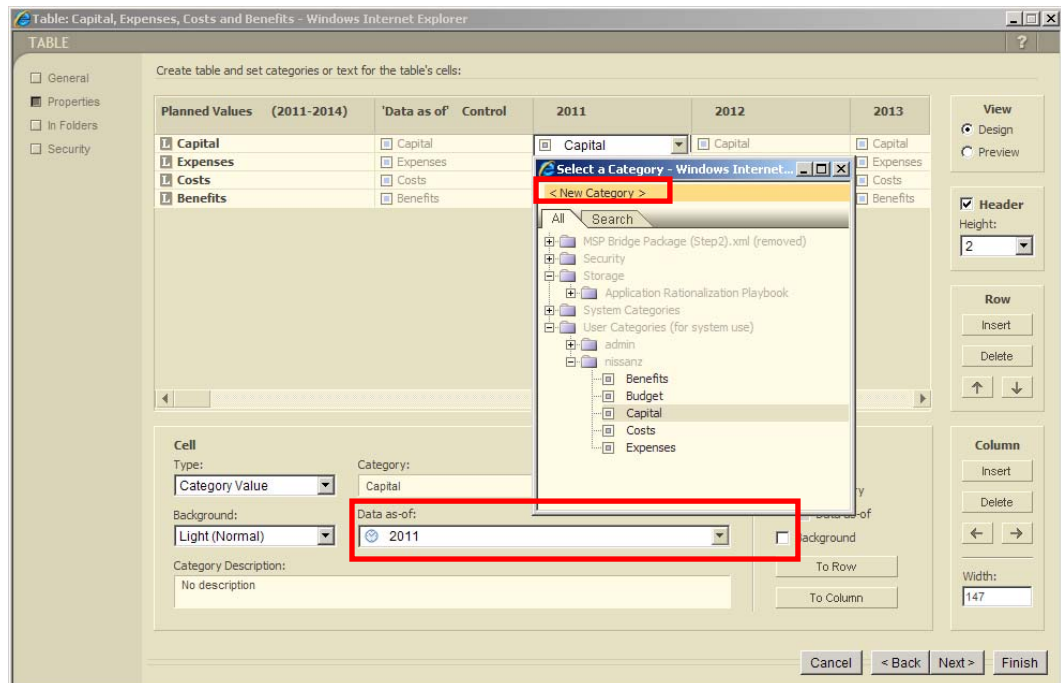 Table: Capital, Expenses, Costs and Benefits - Windows Internet Explorer
TABLE
?
General
Properties
In Folders
Security
Create table and set categories or text for the table's cells:
Planned Values (2011-2014) 'Data as of' Control 2011 2012 2013
L Capital Capital Capital Capital Capital
L Expenses Expenses Expenses
L Costs Costs Costs
L Benefits Benefits Benefits
Select a Category - Windows Internet...
< New Category >
All Search
MSP Bridge Package (Step2).xml (removed)
Security
Storage
Application Rationalization Playbook
System Categories
User Categories (for system use)
admin
nissanz
Benefits
Budget
Capital
Costs
Expenses
View
Design
Preview
Header
Height:
2
Row
Insert
Delete
Column
Insert
Delete
Width:
147
Cell
Type:
Category Value
Category:
Capital
Background:
Light (Normal)
Data as-of:
2011
Category Description:
No description
Background
To Row
To Column
Cancel < Back Next > Finish